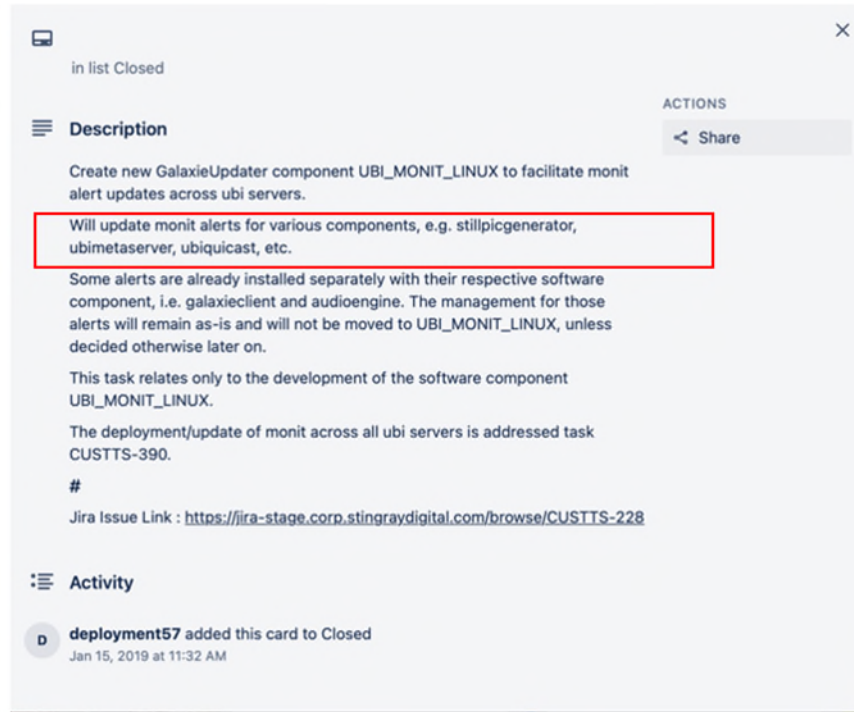 in list Closed
ACTIONS
Share
Description
Create new GalaxieUpdater component UBI_MONIT_LINUX to facilitate monit
alert updates across ubi servers.
Will update monit alerts for various components, e.g. stillpicgenerator,
ubimetaserver, ubiquicast, etc.
Some alerts are already installed separately with their respective software
component, i.e. galaxieclient and audioengine. The management for those
alerts will remain as-is and will not be moved to UBI_MONIT_LINUX, unless
decided otherwise later on.
This task relates only to the development of the software component
UBI_MONIT_LINUX.
The deployment/update of monit across all ubi servers is addressed task
CUSTTS-390.
#
Jira Issue Link : https://jira-stage.corp.stingraydigital.com/browse/CUSTTS-228
Activity
D
deployment57 added this card to Closed
Jan 15, 2019 at 11:32 AM